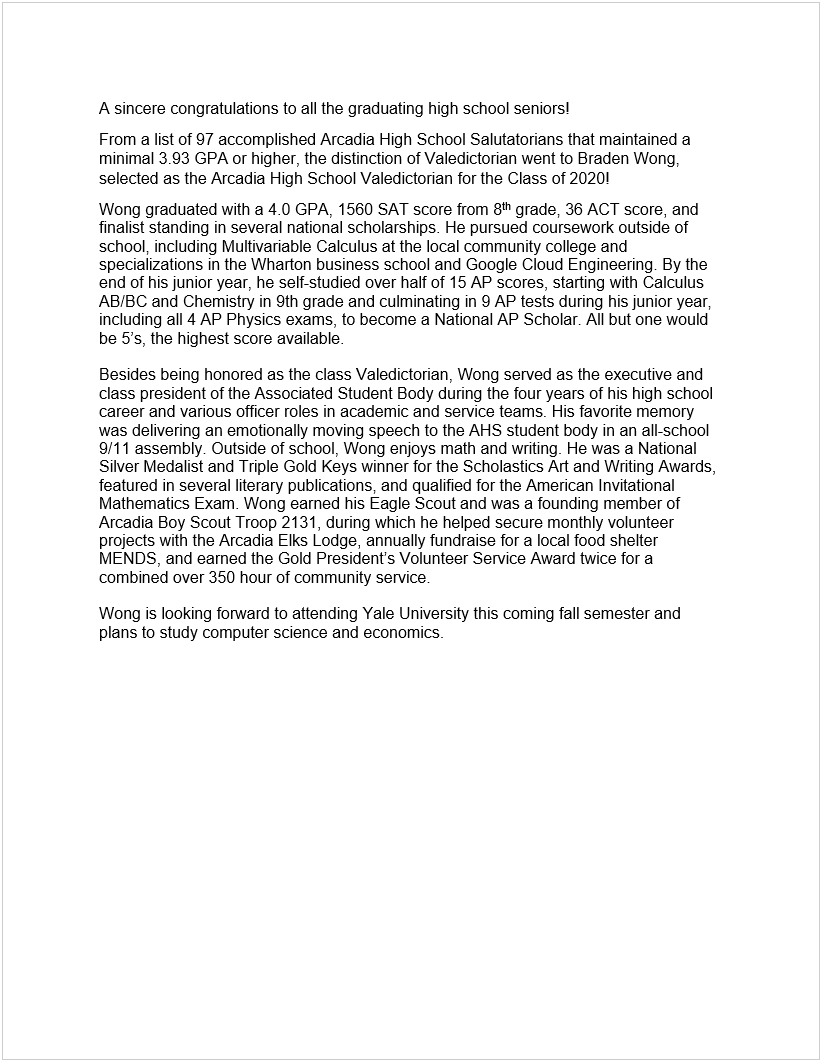 A sincere congratulations to all the graduating high school seniors!
From a list of 97 accomplished Arcadia High School Salutatorians that maintained a
minimal 3.93 GPA or higher, the distinction of Valedictorian went to Braden Wong,
selected as the Arcadia High School Valedictorian for the Class of 2020!
Wong graduated with a 4.0 GPA, 1560 SAT score from 8th grade, 36 ACT score, and
finalist standing in several national scholarships. He pursued coursework outside of
school, including Multivariable Calculus at the local community college and
specializations in the Wharton business school and Google Cloud Engineering. By the
end of his junior year, he self-studied over half of 15 AP scores, starting with Calculus
AB/BC and Chemistry in 9th grade and culminating in 9 AP tests during his junior year,
including all 4 AP Physics exams, to become a National AP Scholar. All but one would
be 5’s, the highest score available.
Besides being honored as the class Valedictorian, Wong served as the executive and
class president of the Associated Student Body during the four years of his high school
career and various officer roles in academic and service teams. His favorite memory
was delivering an emotionally moving speech to the AHS student body in an all-school
9/11 assembly. Outside of school, Wong enjoys math and writing. He was a National
Silver Medalist and Triple Gold Keys winner for the Scholastics Art and Writing Awards,
featured in several literary publications, and qualified for the American Invitational
Mathematics Exam. Wong earned his Eagle Scout and was a founding member of
Arcadia Boy Scout Troop 2131, during which he helped secure monthly volunteer
projects with the Arcadia Elks Lodge, annually fundraise for a local food shelter
MENDS, and earned the Gold President’s Volunteer Service Award twice for a
combined over 350 hour of community service.
Wong is looking forward to attending Yale University this coming fall semester and
plans to study computer science and economics.